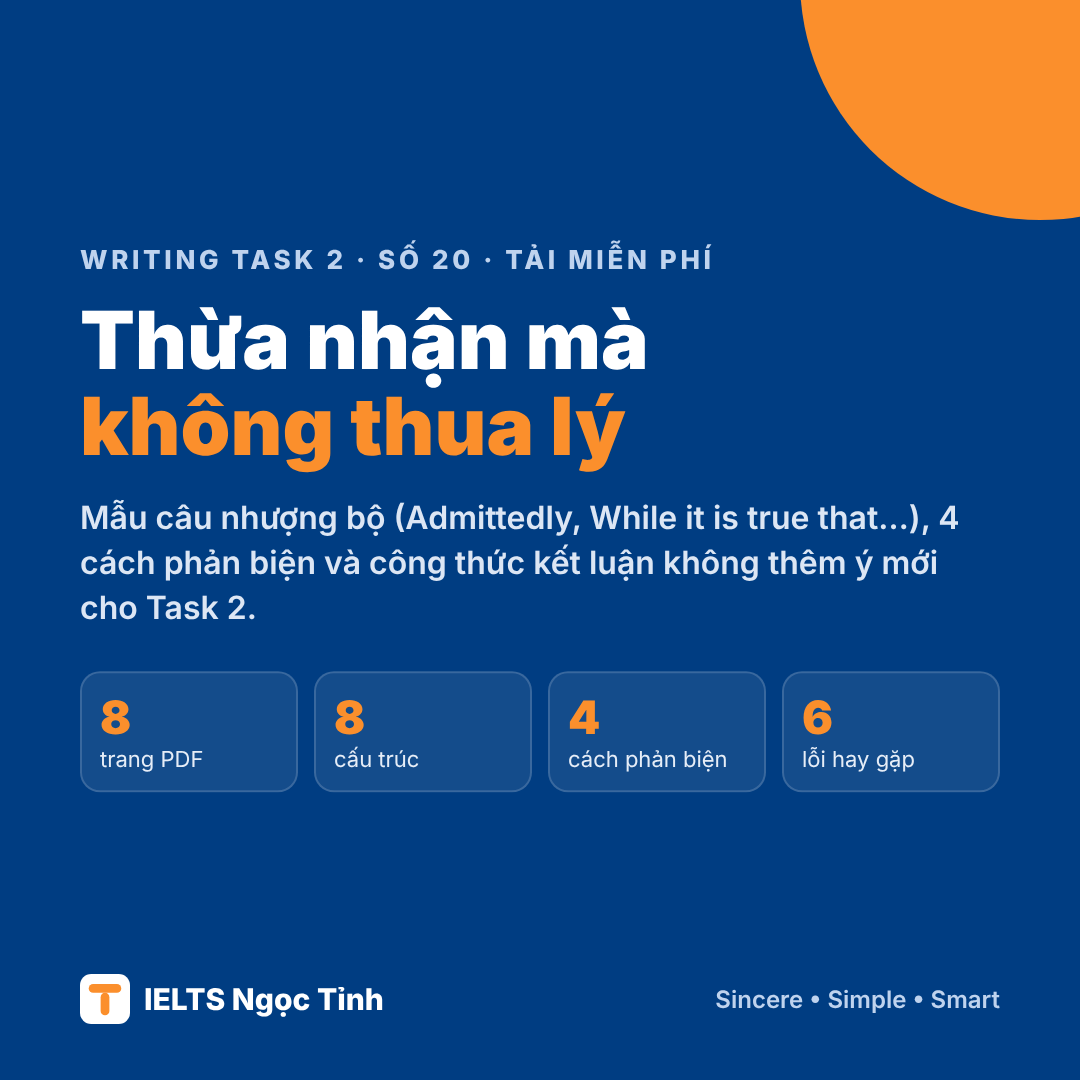 WRITING TASK 2 · SỐ 20 · TẢI MIỄN PHÍ
Thừa nhận mà
không thua lý
Mẫu câu nhượng bộ (Admittedly, While it is true that...), 4
cách phản biện và công thức kết luận không thêm ý mới
cho Task 2.
8
trang PDF
8
cấu trúc
4
cách phản biện
6
lỗi hay gặp
IELTS Ngọc Tỉnh
Sincere • Simple • Smart